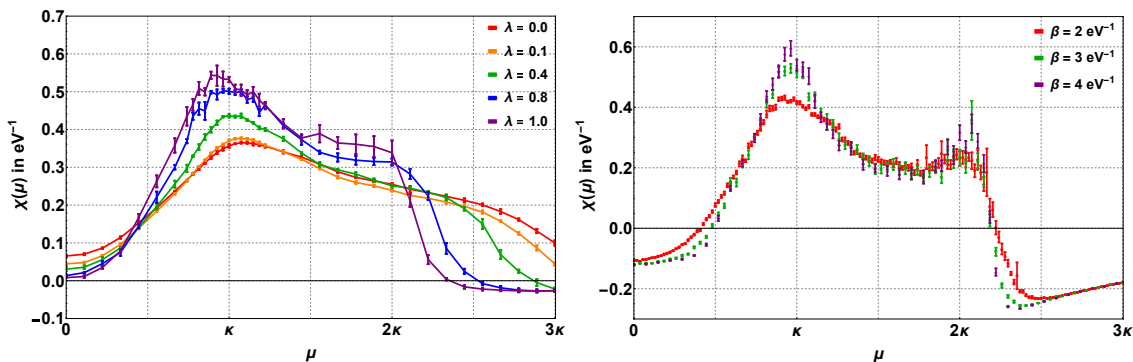 0.7
0.6
0.5
0.4
0.3
0.2
0.1
0.0
−0.1
χ(μ) in eV⁻¹
0
κ
2κ
3κ
μ
λ = 0.0
λ = 0.1
λ = 0.4
λ = 0.8
λ = 1.0
0.6
0.4
0.2
0.0
−0.2
χ(μ) in eV⁻¹
0
κ
2κ
3κ
μ
β = 2 eV⁻¹
β = 3 eV⁻¹
β = 4 eV⁻¹